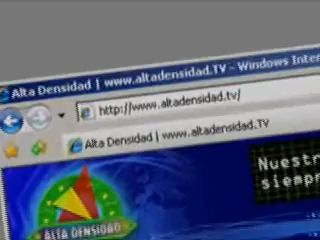 Alta Densidad | www.altadensidad.TV - Windows Inter
http://www.altadensidad.tv/
Alta Densidad | www.altadensidad.TV
Nuestr
siempr
ALTA DENSIDAD